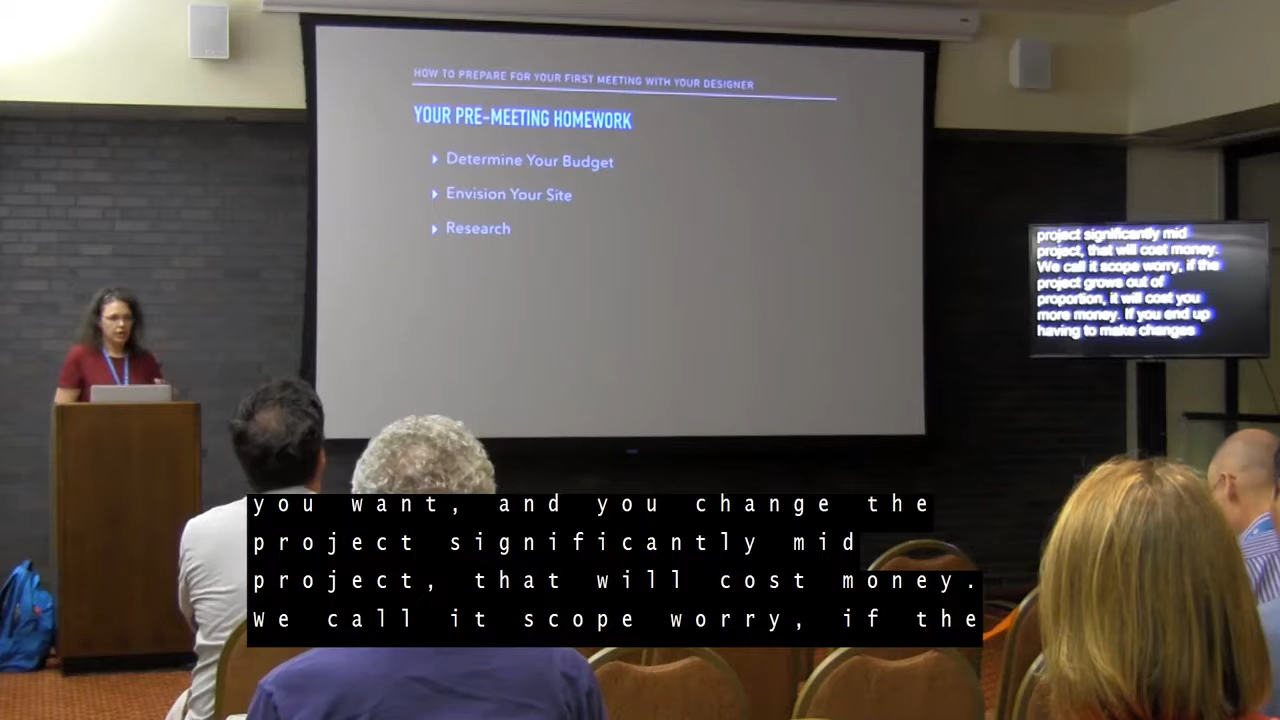 HOW TO PREPARE FOR YOUR FIRST MEETING WITH YOUR DESIGNER
YOUR PRE-MEETING HOMEWORK
Determine Your Budget
Envision Your Site
Research
project significantly mid
project, that will cost money.
We call it scope worry, if the
project grows out of
proportion, it will cost you
more money. If you end up
having to make changes
you want, and you change the
project significantly mid
project, that will cost money.
We call it scope worry, if the